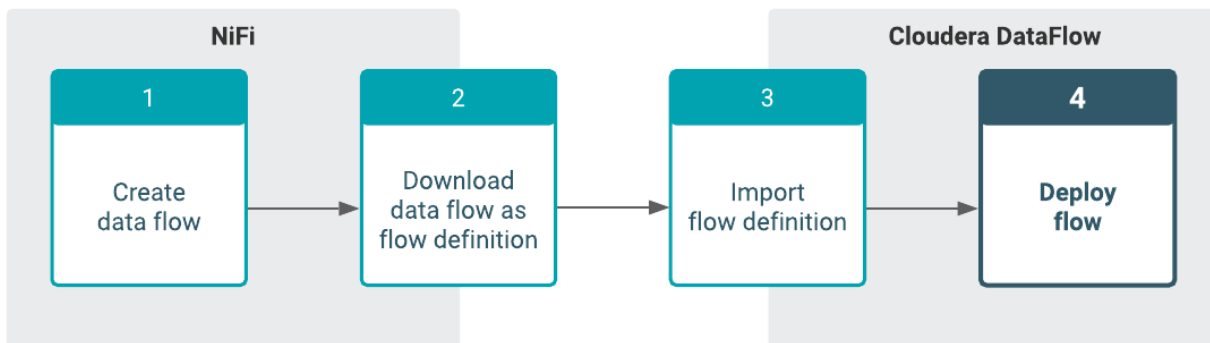 NiFi
Cloudera DataFlow
1
2
3
4
Create
data flow
Download
data flow as
flow definition
Import
flow definition
Deploy
flow